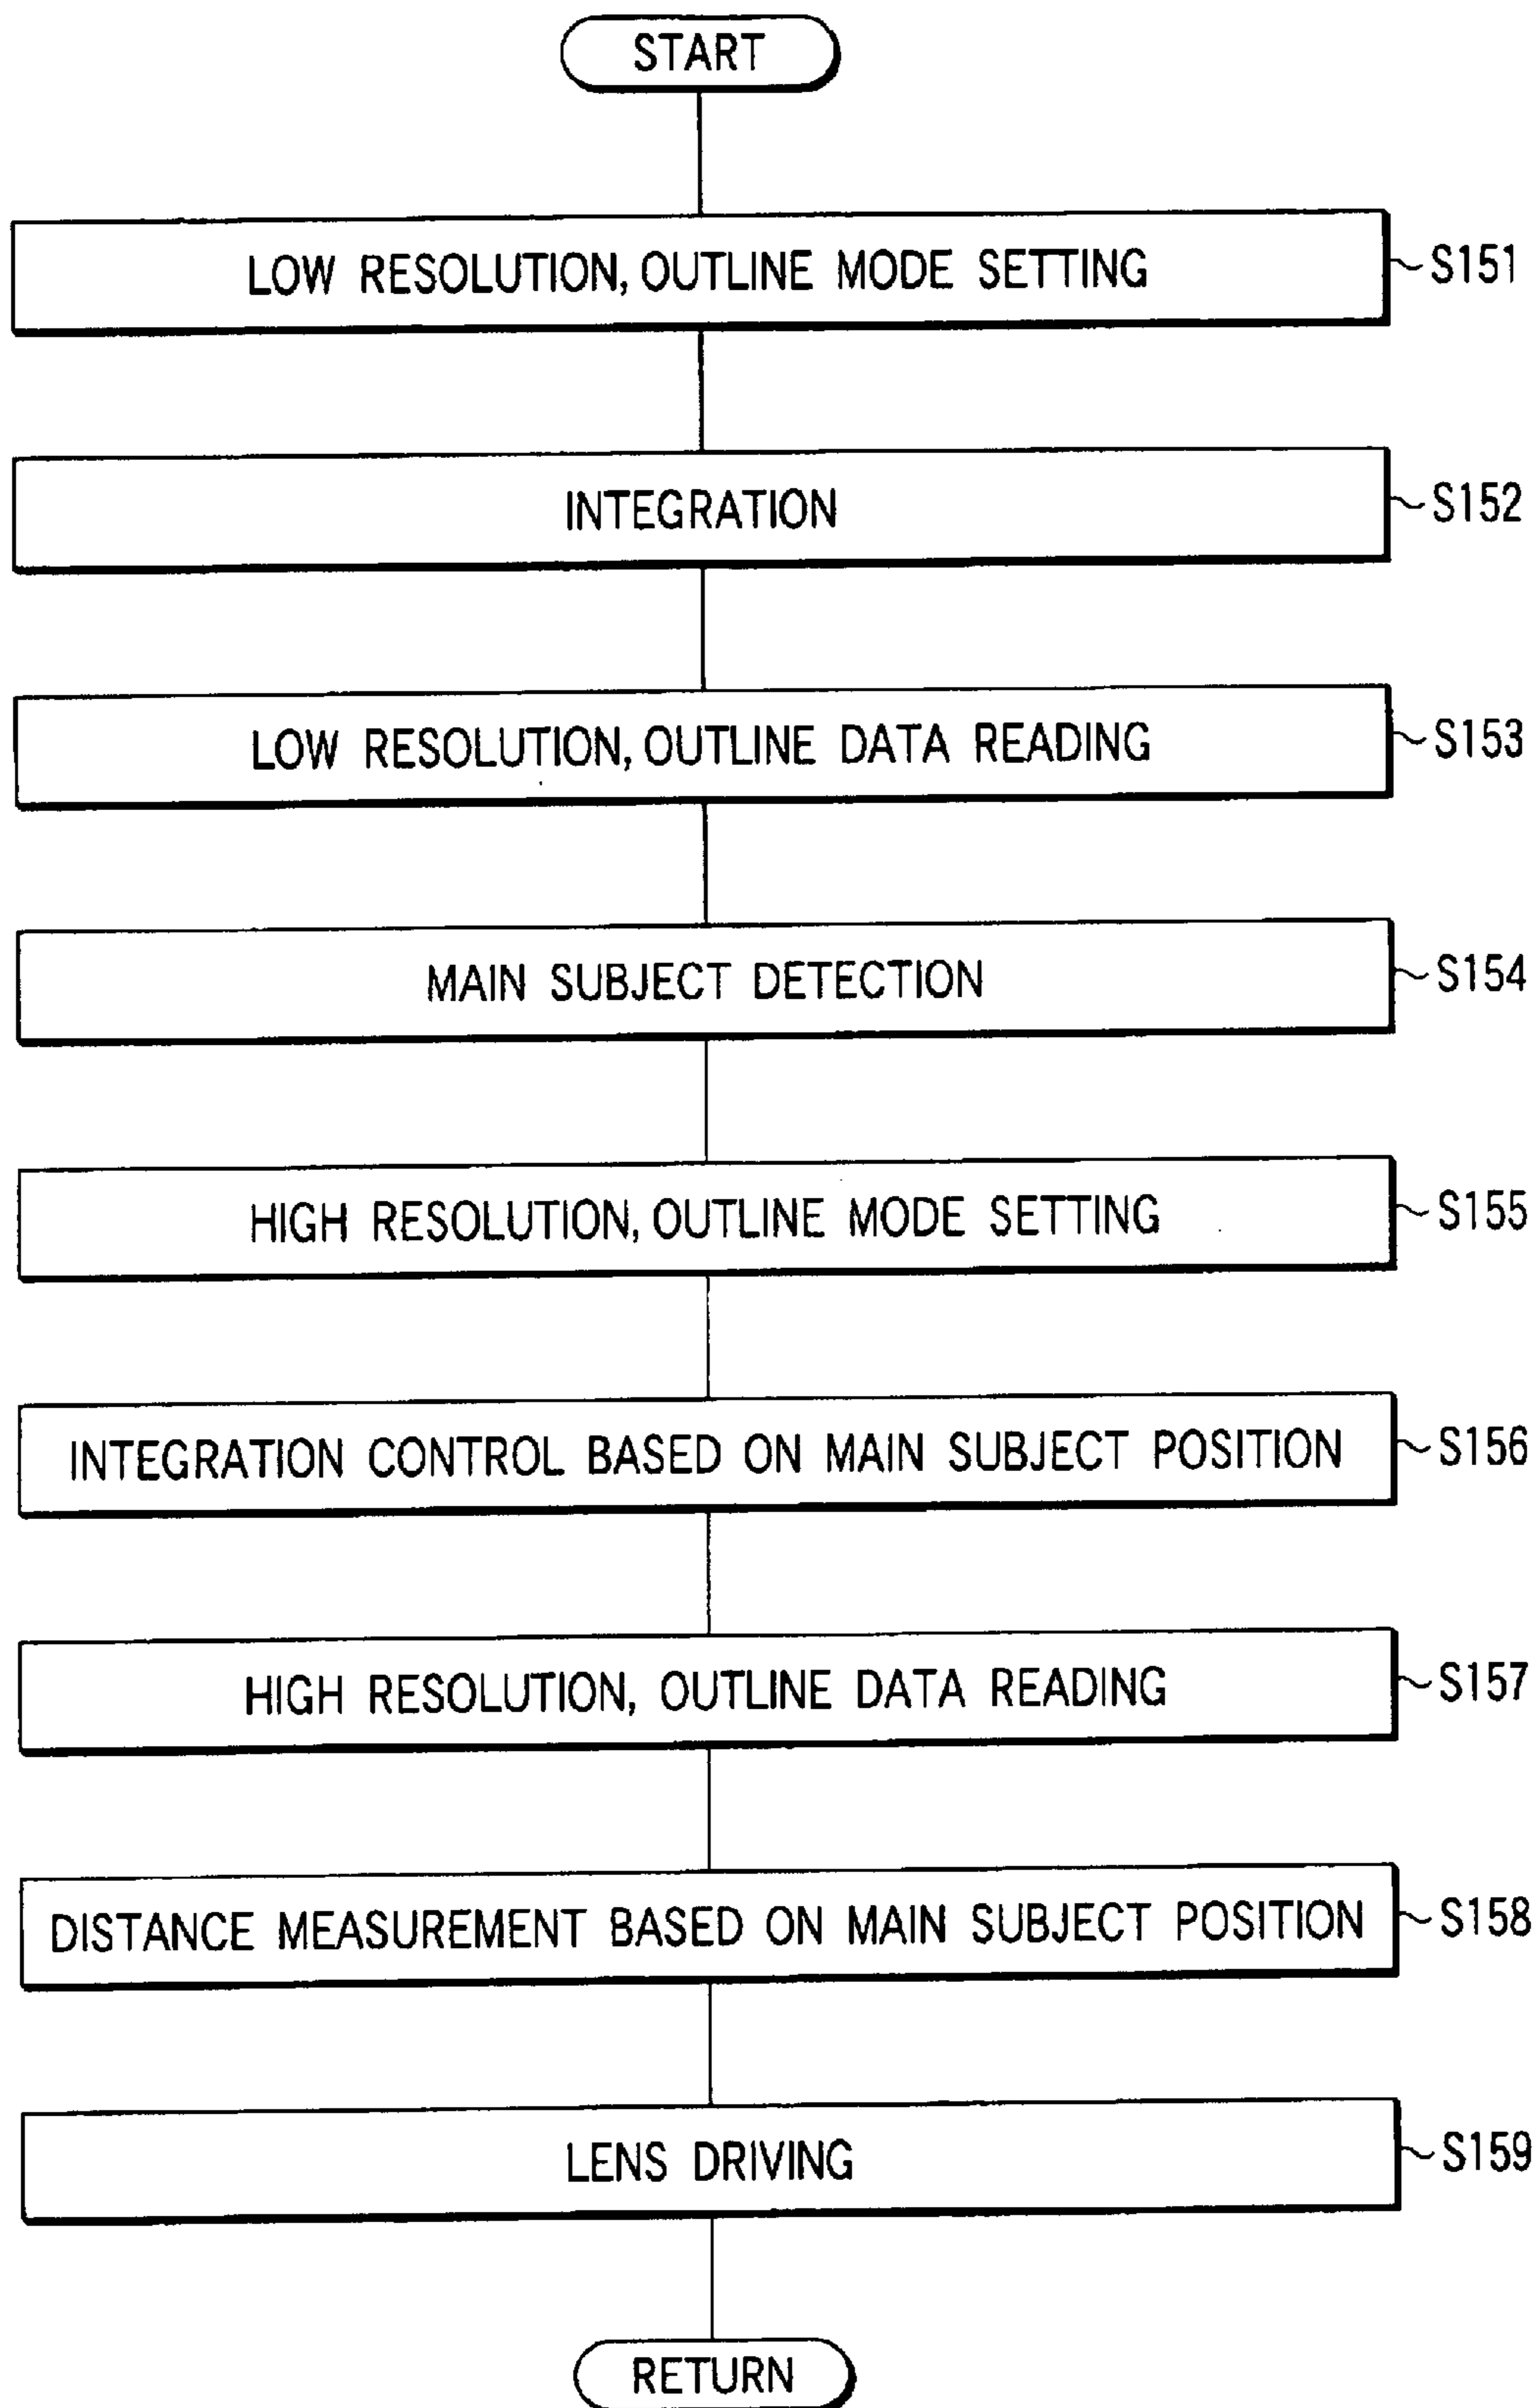 START
LOW RESOLUTION, OUTLINE MODE SETTING
S151
INTEGRATION
S152
LOW RESOLUTION, OUTLINE DATA READING
S153
MAIN SUBJECT DETECTION
S154
HIGH RESOLUTION, OUTLINE MODE SETTING
S155
INTEGRATION CONTROL BASED ON MAIN SUBJECT POSITION
S156
HIGH RESOLUTION, OUTLINE DATA READING
S157
DISTANCE MEASUREMENT BASED ON MAIN SUBJECT POSITION
S158
LENS DRIVING
S159
RETURN